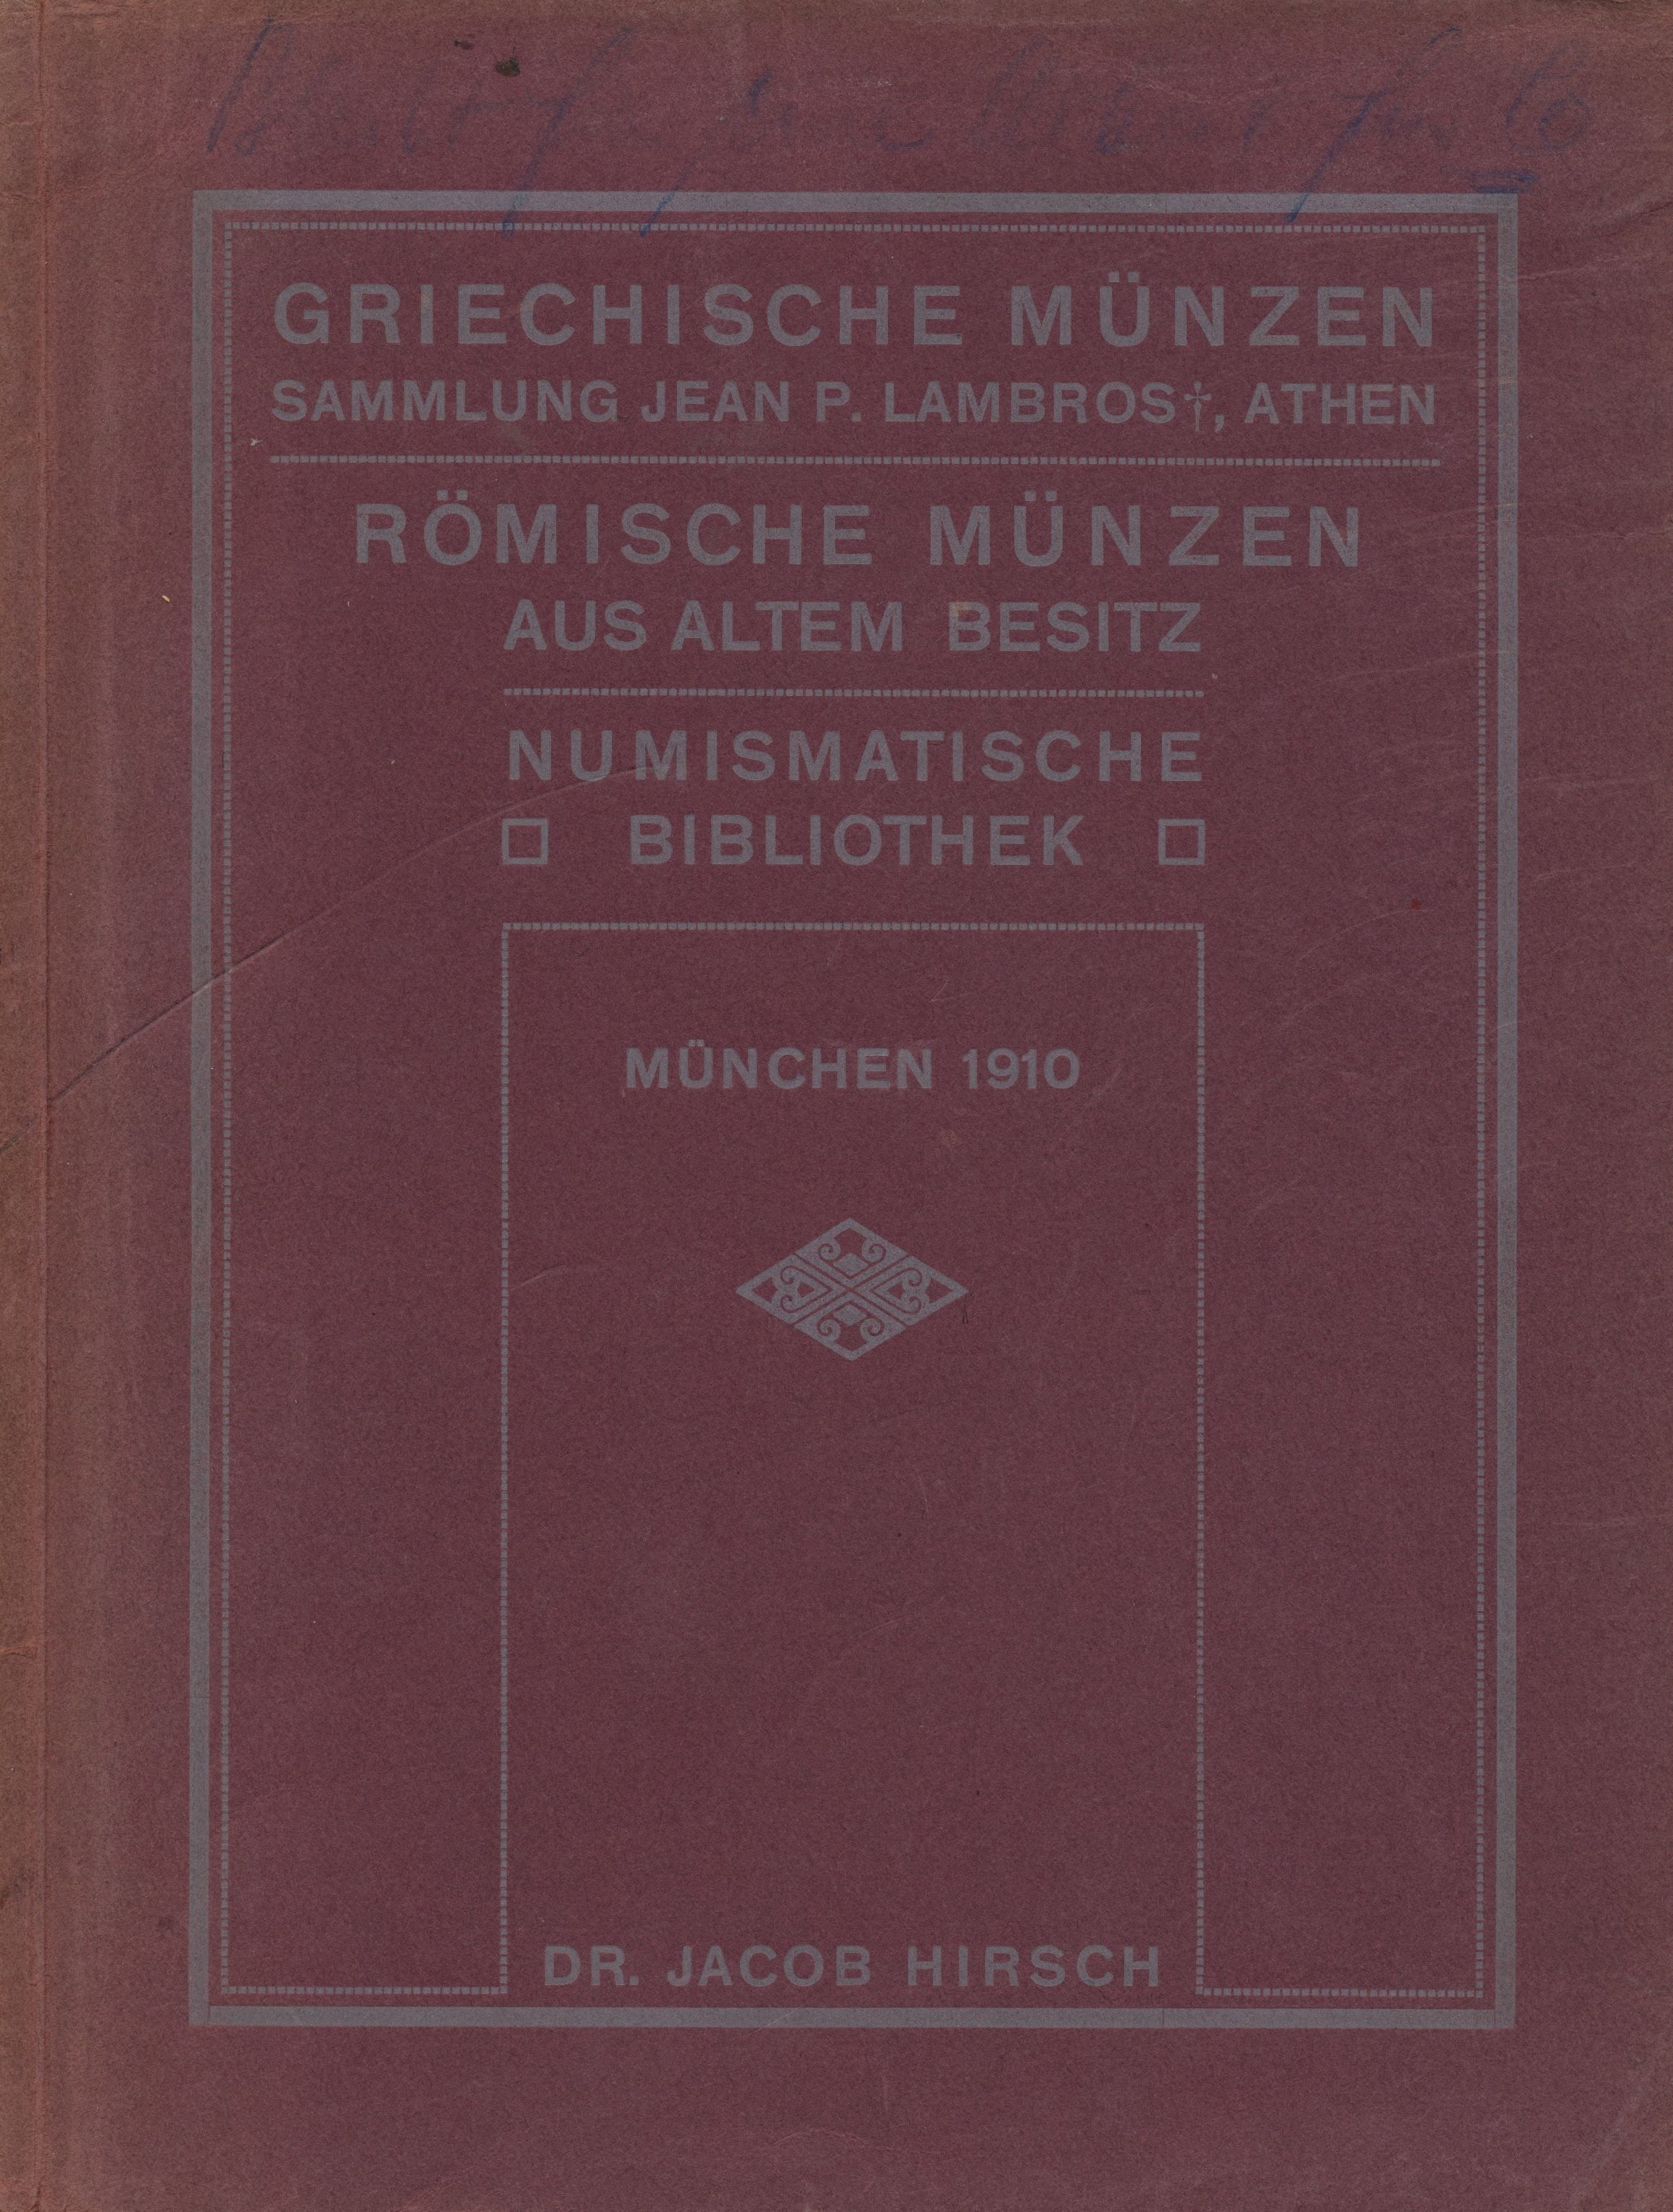 GRIECHISCHE MÜNZEN
SAMMLUNG JEAN P. LAMBROS†, ATHEN
RÖMISCHE MÜNZEN
AUS ALTEM BESITZ
NUMISMATISCHE
BIBLIOTHEK
MÜNCHEN 1910
DR. JACOB HIRSCH